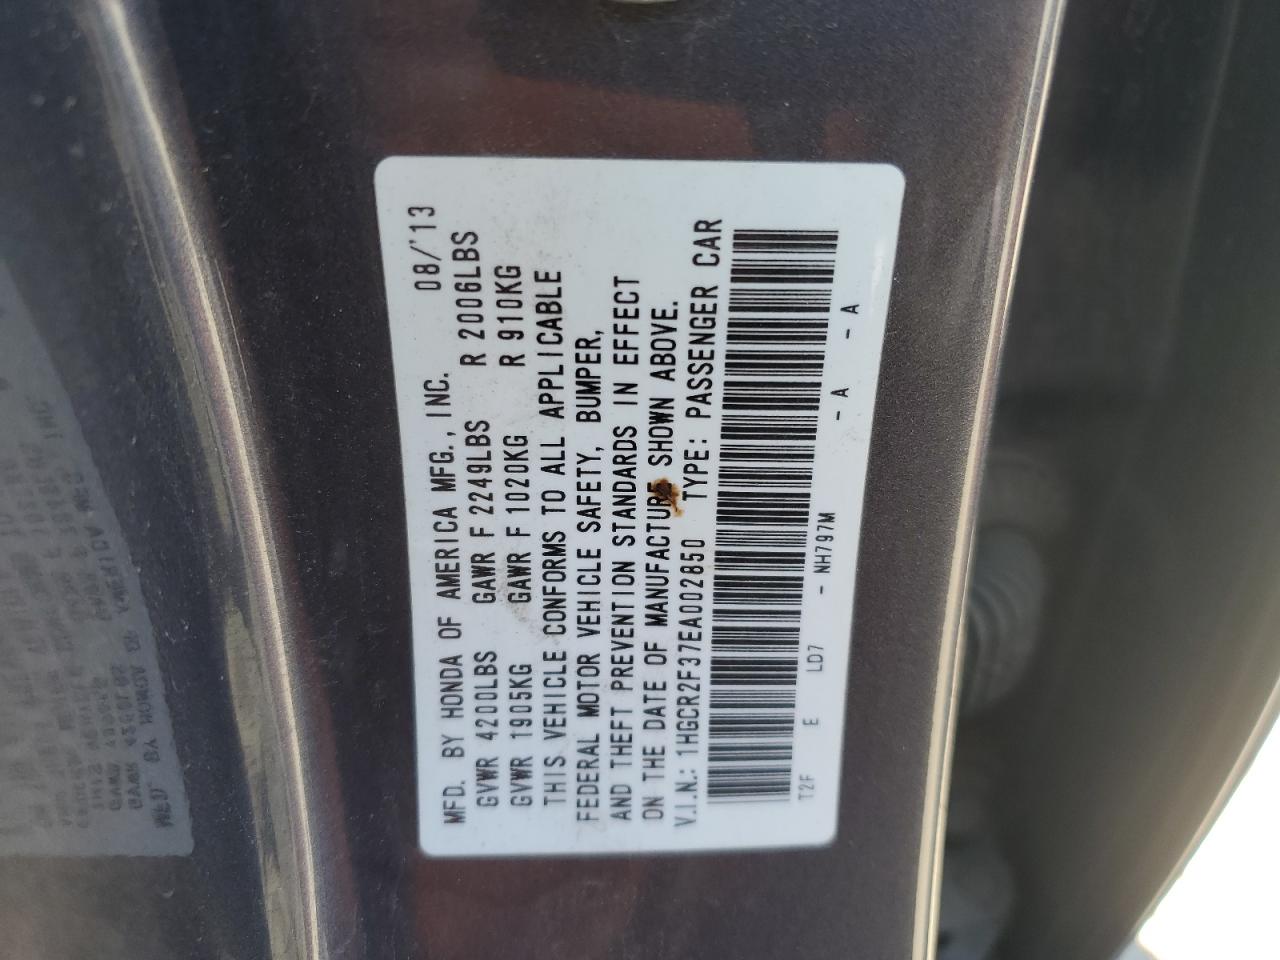 MFD. BY HONDA OF AMERICA MFG., INC. 08/'13
GVWR 4200LBS GAWR F 2249LBS R 2006LBS
GVWR 1905KG GAWR F 1020KG R 910KG
THIS VEHICLE CONFORMS TO ALL APPLICABLE
FEDERAL MOTOR VEHICLE SAFETY, BUMPER,
AND THEFT PREVENTION STANDARDS IN EFFECT
ON THE DATE OF MANUFACTURE SHOWN ABOVE.
V.I.N.: 1HGCR2F37EA002850 TYPE: PASSENGER CAR
T2F E LD7 - NH797M - A - A